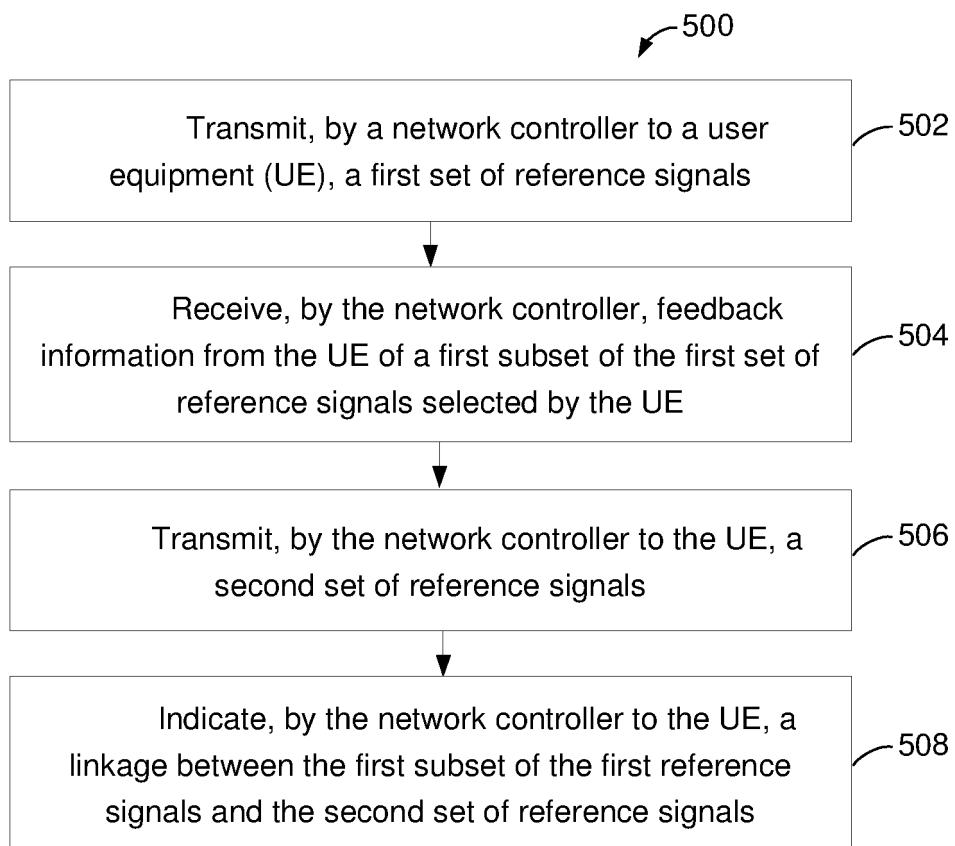 500
Transmit, by a network controller to a user
equipment (UE), a first set of reference signals
502
Receive, by the network controller, feedback
information from the UE of a first subset of the first set of
reference signals selected by the UE
504
Transmit, by the network controller to the UE, a
second set of reference signals
506
Indicate, by the network controller to the UE, a
linkage between the first subset of the first reference
signals and the second set of reference signals
508